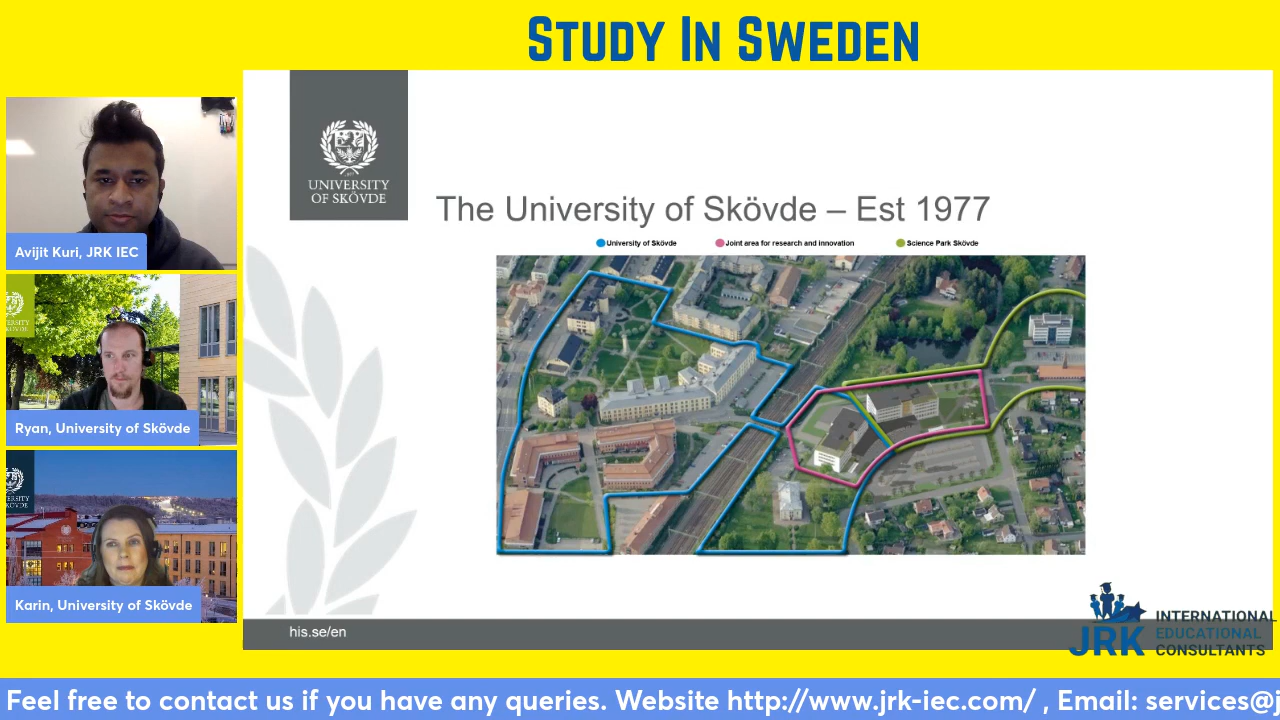 STUDY IN SWEDEN
UNIVERSITY
OF SKÖVDE
The University of Skövde – Est 1977
University of Skövde
Joint area for research and innovation
Science Park Skövde
Avijit Kuri, JRK IEC
Ryan, University of Skövde
Karin, University of Skövde
his.se/en
JRK
INTERNATIONAL
EDUCATIONAL
CONSULTANTS
Feel free to contact us if you have any queries. Website http://www.jrk-iec.com/ , Email: services@j